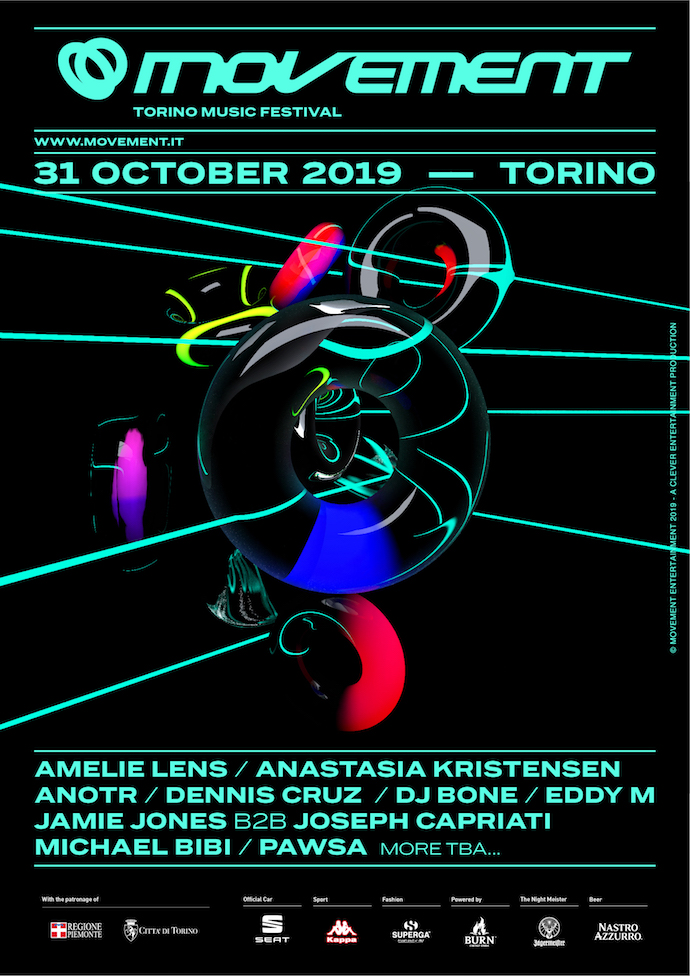 MOVEMENT
TORINO MUSIC FESTIVAL
WWW.MOVEMENT.IT
31 OCTOBER 2019 — TORINO
© MOVEMENT ENTERTAINMENT 2019 - A CLEVER ENTERTAINMENT PRODUCTION
AMELIE LENS / ANASTASIA KRISTENSEN
ANOTR / DENNIS CRUZ / DJ BONE / EDDY M
JAMIE JONES B2B JOSEPH CAPRIATI
MICHAEL BIBI / PAWSA MORE TBA...
With the patronage of
REGIONE
PIEMONTE
CITTA' DI TORINO
Official Car
SEAT
Sport
Kappa
Fashion
SUPERGA
Powered by
BURN
The Night Meister
Jägermeister
Beer
NASTRO
AZZURRO